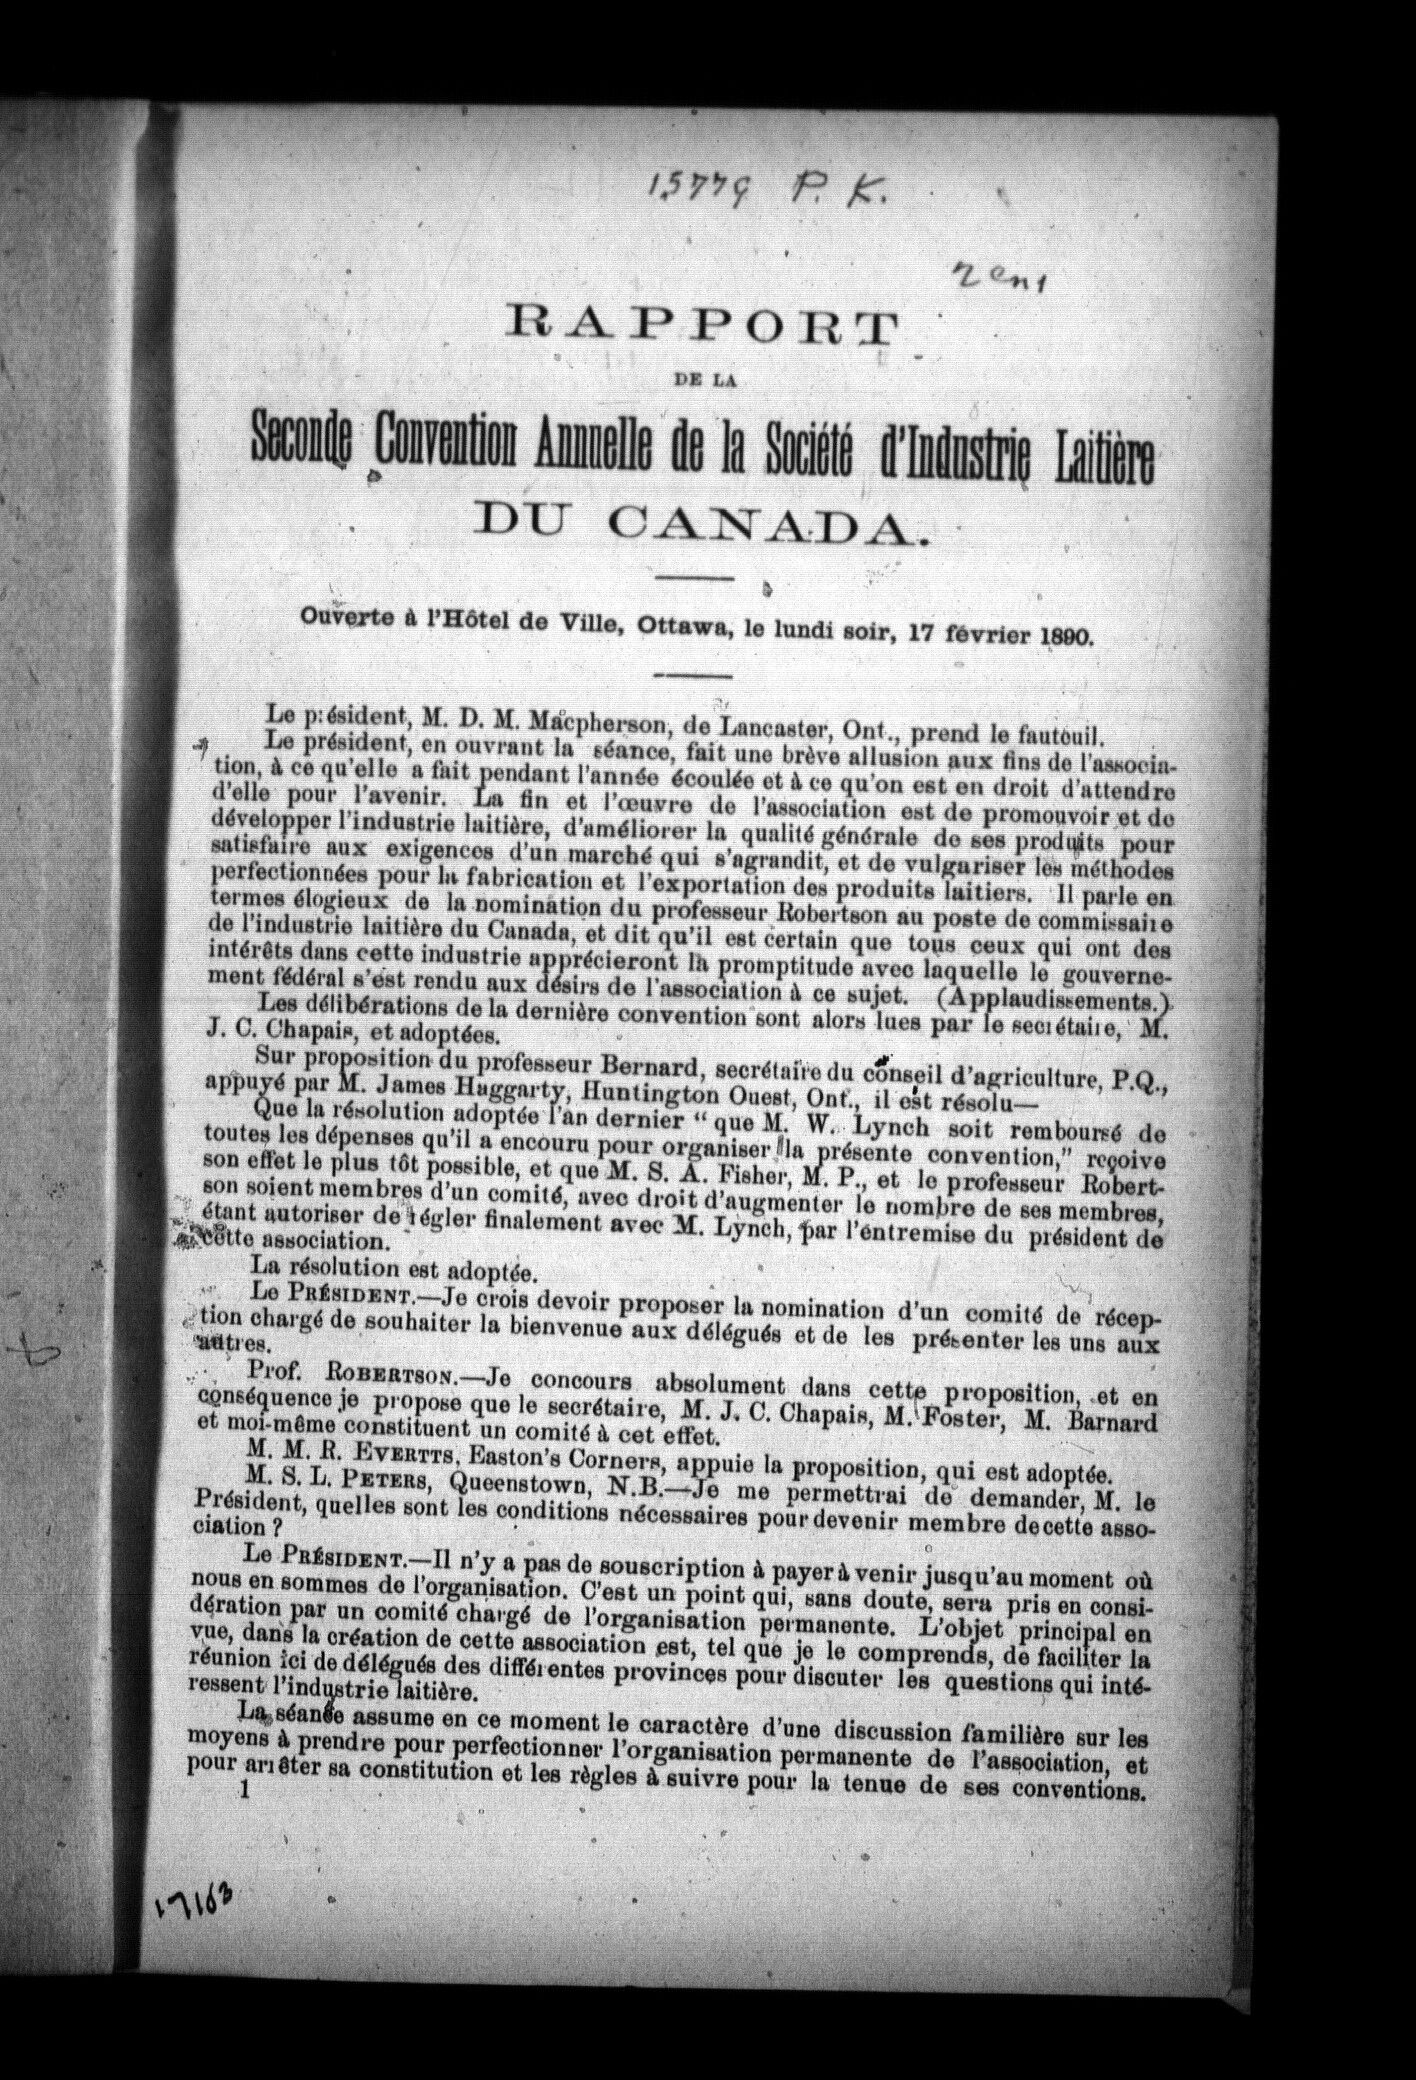 15779 P. K.
RAPPORT
DE LA
Seconde Convention Annuelle de la Société d'Industrie Laitière
DU CANADA.
Ouverte à l'Hôtel de Ville, Ottawa, le lundi soir, 17 février 1890.
Le président, M. D. M. Macpherson, de Lancaster, Ont., prend le fauteuil.
Le président, en ouvrant la séance, fait une brève allusion aux fins de l'associa-
tion, à ce qu'elle a fait pendant l'année écoulée et à ce qu'on est en droit d'attendre
d'elle pour l'avenir. La fin et l'œuvre de l'association est de promouvoir et de
développer l'industrie laitière, d'améliorer la qualité générale de ses produits pour
satisfaire aux exigences d'un marché qui s'agrandit, et de vulgariser les méthodes
perfectionnées pour la fabrication et l'exportation des produits laitiers. Il parle en
termes élogieux de la nomination du professeur Robertson au poste de commissaire
de l'industrie laitière du Canada, et dit qu'il est certain que tous ceux qui ont des
intérêts dans cette industrie apprécieront la promptitude avec laquelle le gouverne-
ment fédéral s'est rendu aux désirs de l'association à ce sujet. (Applaudissements.)
Les délibérations de la dernière convention sont alors lues par le secrétaire, M.
J. C. Chapais, et adoptées.
Sur proposition du professeur Bernard, secrétaire du conseil d'agriculture, P.Q.,
appuyé par M. James Haggarty, Huntington Ouest, Ont., il est résolu—
Que la résolution adoptée l'an dernier "que M. W. Lynch soit remboursé de
toutes les dépenses qu'il a encouru pour organiser la présente convention," reçoive
son effet le plus tôt possible, et que M. S. A. Fisher, M. P., et le professeur Robert-
son soient membres d'un comité, avec droit d'augmenter le nombre de ses membres,
étant autoriser de régler finalement avec M. Lynch, par l'éntremise du président de
cette association.
La résolution est adoptée.
Le PRÉSIDENT.—Je crois devoir proposer la nomination d'un comité de récep-
tion chargé de souhaiter la bienvenue aux délégués et de les présenter les uns aux
autres.
Prof. ROBERTSON.—Je concours absolument dans cette proposition, et en
conséquence je propose que le secrétaire, M. J. C. Chapais, M. Foster, M. Barnard
et moi-même constituent un comité à cet effet.
M. M. R. EVERTTS, Easton's Corners, appuie la proposition, qui est adoptée.
M. S. L. PETERS, Queenstown, N.B.—Je me permettrai de demander, M. le
Président, quelles sont les conditions nécessaires pour devenir membre de cette asso-
ciation ?
Le PRÉSIDENT.—Il n'y a pas de souscription à payer à venir jusqu'au moment où
nous en sommes de l'organisation. C'est un point qui, sans doute, sera pris en consi-
dération par un comité chargé de l'organisation permanente. L'objet principal en
vue, dans la création de cette association est, tel que je le comprends, de faciliter la
réunion ici de délégués des différentes provinces pour discuter les questions qui inté-
ressent l'industrie laitière.
La séance assume en ce moment le caractère d'une discussion familière sur les
moyens à prendre pour perfectionner l'organisation permanente de l'association, et
pour arrêter sa constitution et les règles à suivre pour la tenue de ses conventions.
1
17163